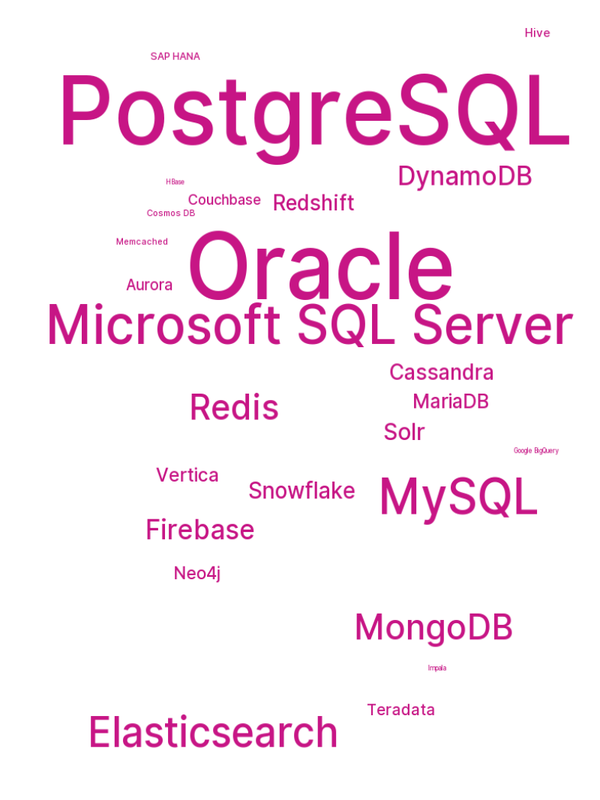 Hive
SAP HANA
PostgreSQL
DynamoDB
HBase
Couchbase
Redshift
Cosmos DB
Memcached
Oracle
Aurora
Microsoft SQL Server
Cassandra
MariaDB
Redis
Solr
Google BigQuery
Vertica
Snowflake
MySQL
Firebase
Neo4j
MongoDB
Impala
Teradata
Elasticsearch